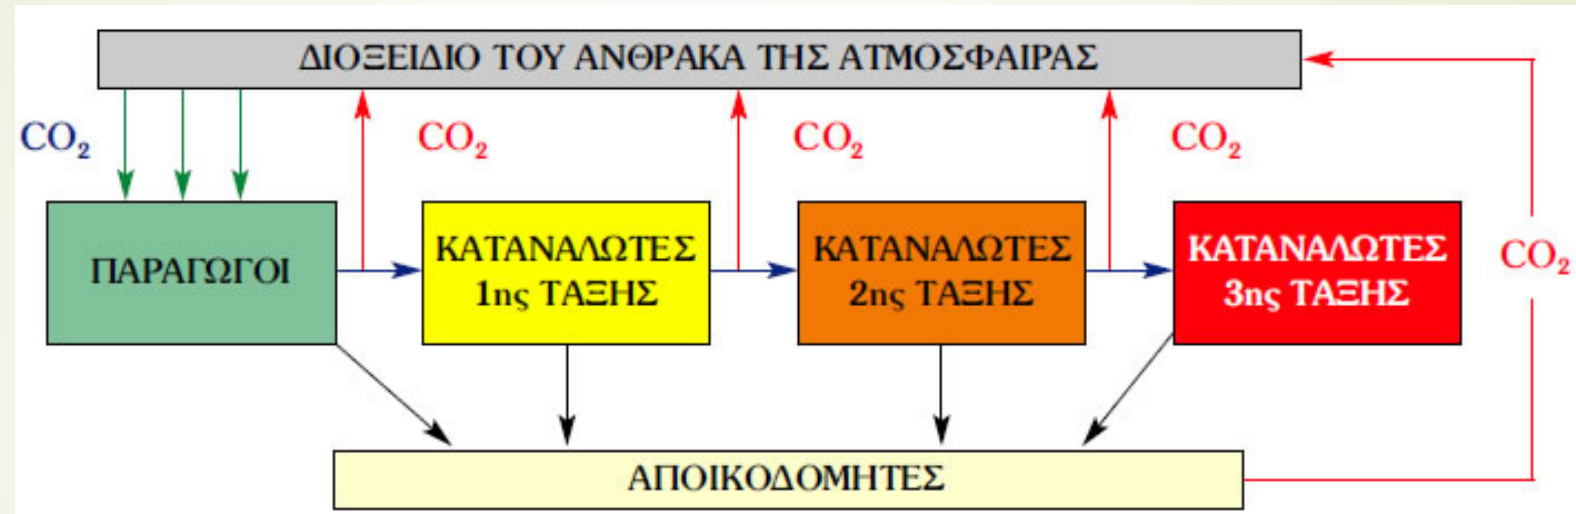 ΔΙΟΞΕΙΔΙΟ ΤΟΥ ΑΝΘΡΑΚΑ ΤΗΣ ΑΤΜΟΣΦΑΙΡΑΣ
CO₂
CO₂
CO₂
CO₂
ΠΑΡΑΓΩΓΟΙ
ΚΑΤΑΝΑΛΩΤΕΣ
1ης ΤΑΞΗΣ
ΚΑΤΑΝΑΛΩΤΕΣ
2ης ΤΑΞΗΣ
ΚΑΤΑΝΑΛΩΤΕΣ
3ης ΤΑΞΗΣ
CO₂
ΑΠΟΙΚΟΔΟΜΗΤΕΣ